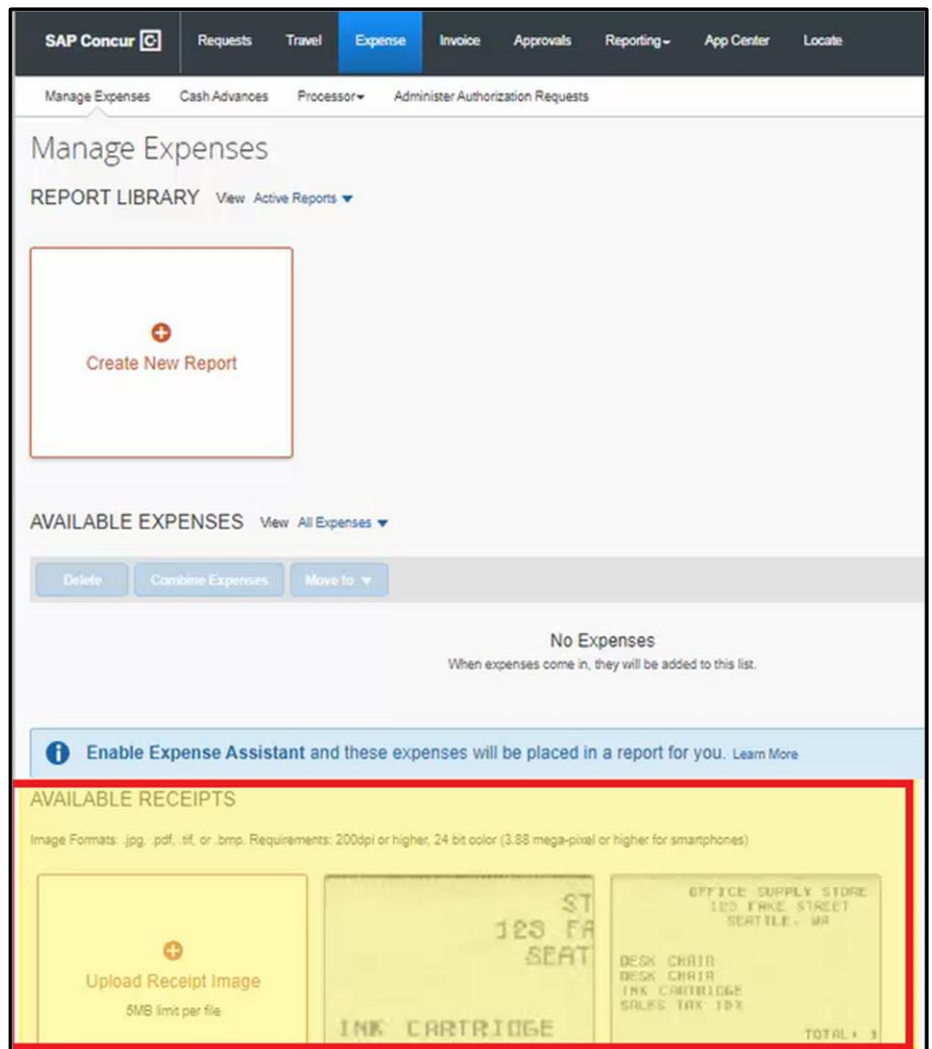 SAP Concur C Requests Travel Expense Invoice Approvals Reporting App Center Locate
Manage Expenses Cash Advances Processor Administer Authorization Requests
Manage Expenses
REPORT LIBRARY View Active Reports
Create New Report
AVAILABLE EXPENSES View All Expenses
Delete Combine Expenses Move to
No Expenses
When expenses come in, they will be added to this list.
Enable Expense Assistant and these expenses will be placed in a report for you. Learn More
AVAILABLE RECEIPTS
Image Formats: .jpg, .pdf, .tif, or .bmp. Requirements: 200dpi or higher, 24 bit color (3.88 mega-pixel or higher for smartphones)
Upload Receipt Image
5MB limit per file
ST
123 FA
SEAT
INK CARTRIDGE
OFFICE SUPPLY STORE
123 FAKE STREET
SEATTLE, WA
DESK CHAIR
DESK CHAIR
INK CARTRIDGE
SALES TAX 10%
TOTAL: